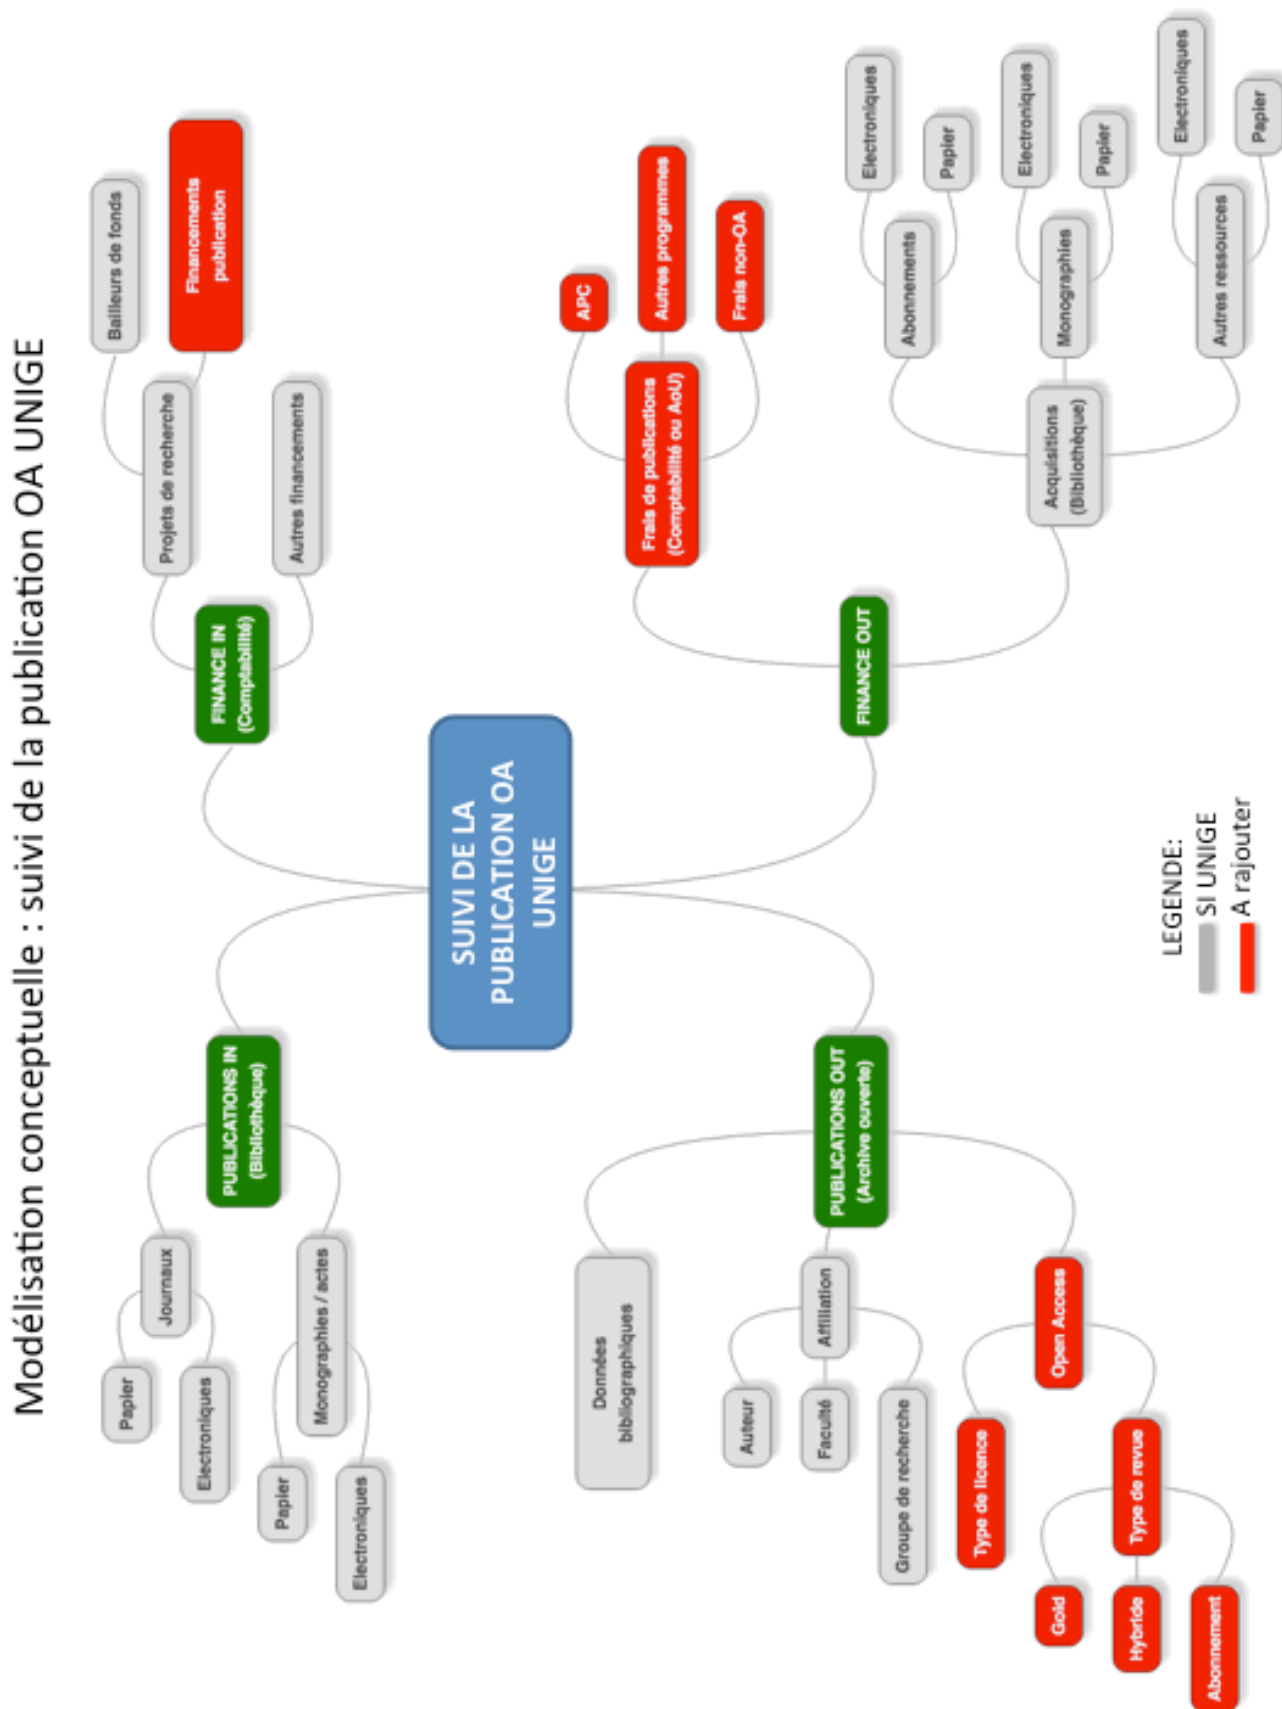 Modélisation conceptuelle : suivi de la publication OA UNIGE
SUIVI DE LA
PUBLICATION OA
UNIGE
PUBLICATIONS IN
(Bibliothèque)
Journaux
Papier
Electroniques
Monographies / actes
Papier
Electroniques
FINANCE IN
(Comptabilité)
Projets de recherche
Bailleurs de fonds
Financements
publication
Autres financements
PUBLICATIONS OUT
(Archive ouverte)
Données
bibliographiques
Affiliation
Auteur
Faculté
Groupe de recherche
Open Access
Type de licence
Type de revue
Gold
Hybride
Abonnement
FINANCE OUT
Frais de publications
(Comptabilité ou AoU)
APC
Autres programmes
Frais non-OA
Acquisitions
(Bibliothèque)
Abonnements
Electroniques
Papier
Monographies
Electroniques
Papier
Autres ressources
Electroniques
Papier
LEGENDE:
SI UNIGE
A rajouter